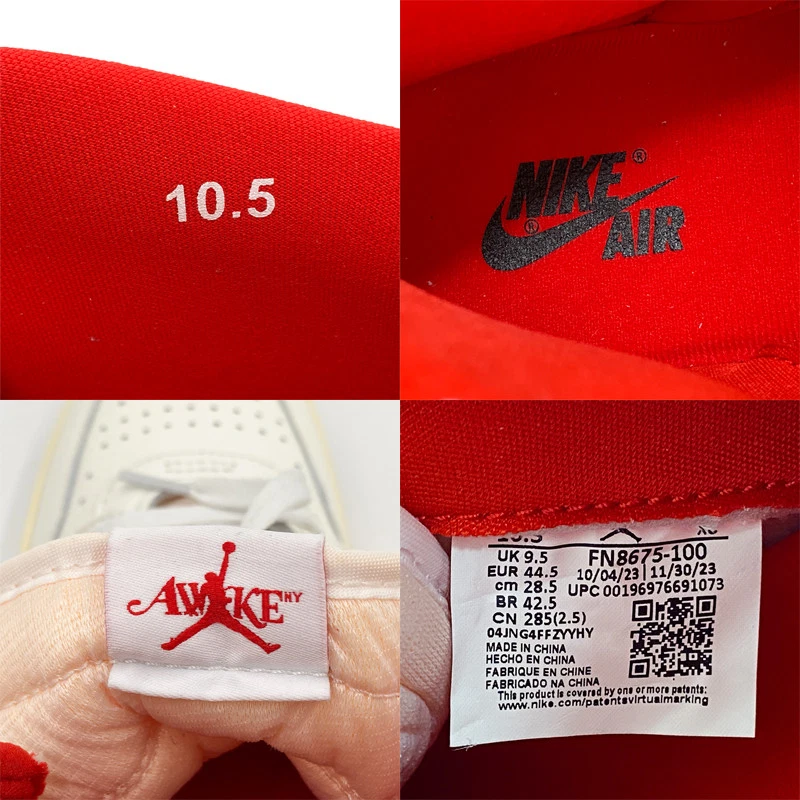 10.5
NIKE®
®
AIR
AWAKE NY
10.5
UK 9.5
FN8675-100
EUR 44.5
10/04/23 | 11/30/23
cm 28.5
UPC 00196976691073
BR 42.5
CN 285(2.5)
04JNG4FFZYYHY
MADE IN CHINA
HECHO EN CHINA
FABRIQUE EN CHINE
FABRICADO NA CHINA
This product is covered by one or more patents:
www.nike.com/patentsvirtualmarking